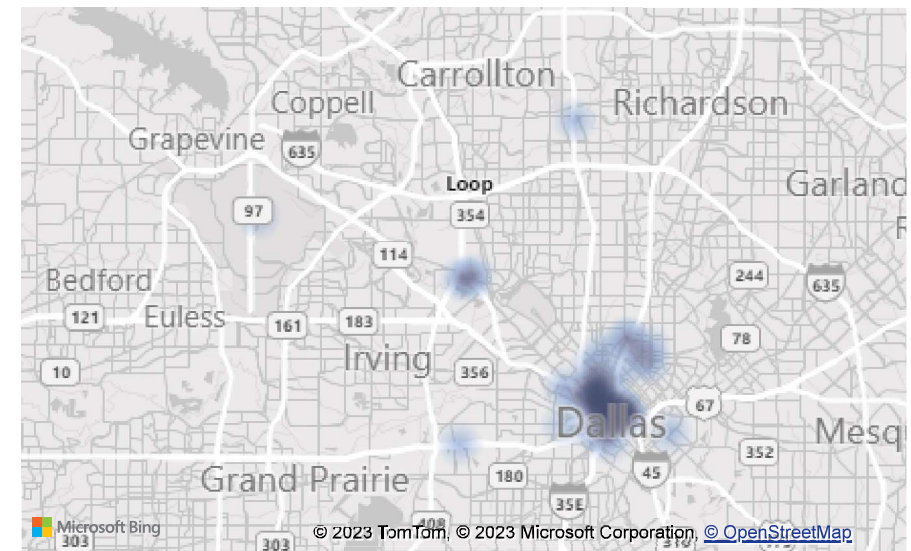 Carrollton
Coppell
Richardson
Grapevine
635
Loop
354
Garland
97
114
Bedford
244
635
121
Euless
161
183
78
Irving
10
356
67
Dallas
Mesq
352
180
45
Grand Prairie
35E
408
Microsoft Bing
© 2023 TomTom, © 2023 Microsoft Corporation, © OpenStreetMap
303
303